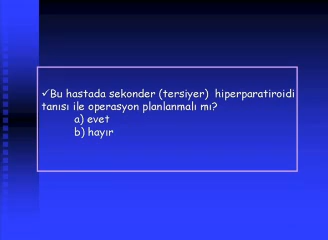 ✓Bu hastada sekonder (tersiyer) hiperparatiroidi
tanısı ile operasyon planlanmalı mı?
a) evet
b) hayır